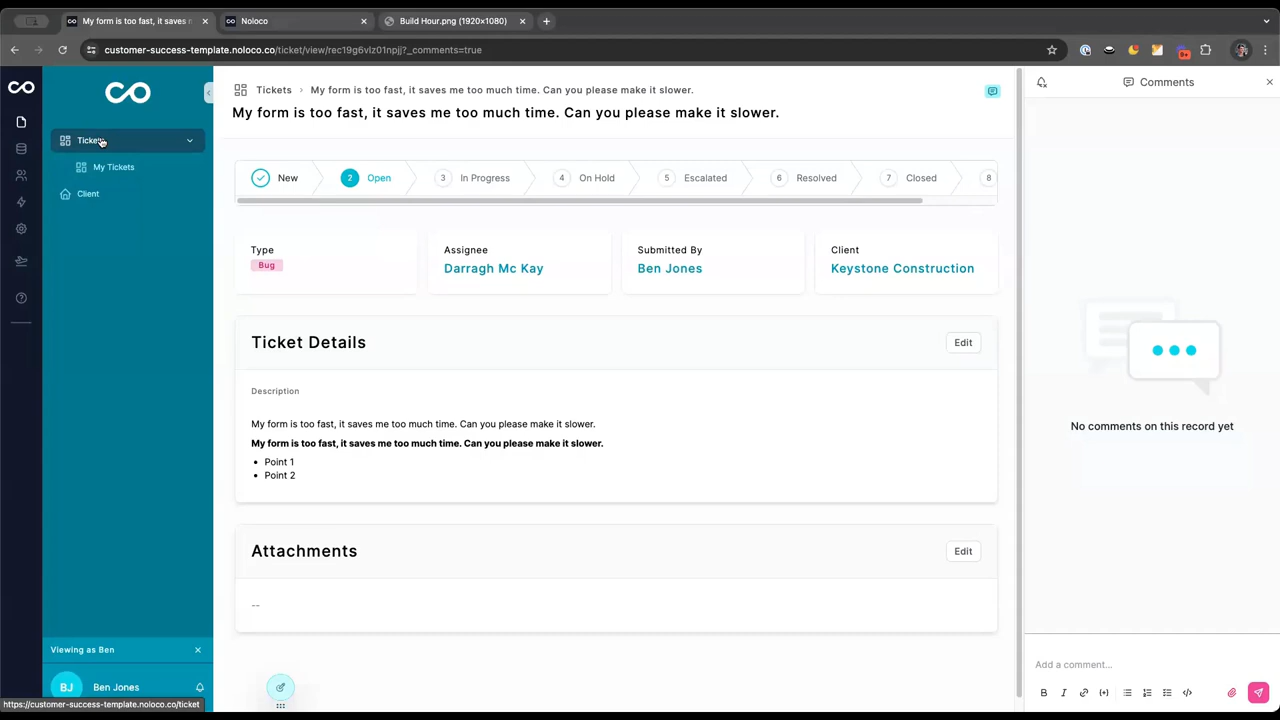 My form is too fast, it saves m
Noloco
Build Hour.png (1920×1080)
customer-success-template.noloco.co/ticket/view/rec19g6vlz01npjj?_comments=true
9+
Tickets
My Tickets
Client
Tickets › My form is too fast, it saves me too much time. Can you please make it slower.
My form is too fast, it saves me too much time. Can you please make it slower.
New
2 Open
3 In Progress
4 On Hold
5 Escalated
6 Resolved
7 Closed
8
Type
Bug
Assignee
Darragh Mc Kay
Submitted By
Ben Jones
Client
Keystone Construction
Ticket Details
Edit
Description
My form is too fast, it saves me too much time. Can you please make it slower.
My form is too fast, it saves me too much time. Can you please make it slower.
• Point 1
• Point 2
Attachments
Edit
--
Comments
No comments on this record yet
Add a comment...
B I
Viewing as Ben
BJ Ben Jones
https://customer-success-template.noloco.co/ticket